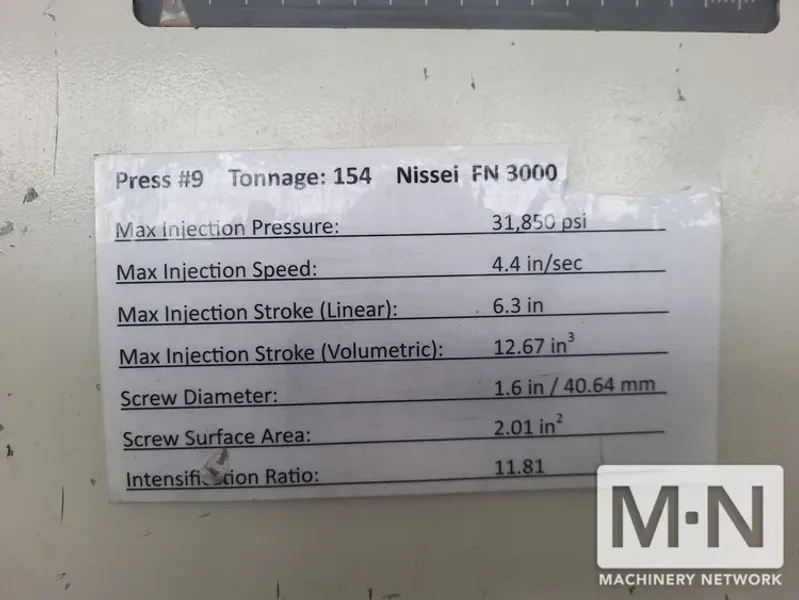 Press #9 Tonnage: 154 Nissei FN 3000
Max Injection Pressure: 31,850 psi
Max Injection Speed: 4.4 in/sec
Max Injection Stroke (Linear): 6.3 in
Max Injection Stroke (Volumetric): 12.67 in³
Screw Diameter: 1.6 in / 40.64 mm
Screw Surface Area: 2.01 in²
Ratio: 11.81
M·N
MACHINERY NETWORK